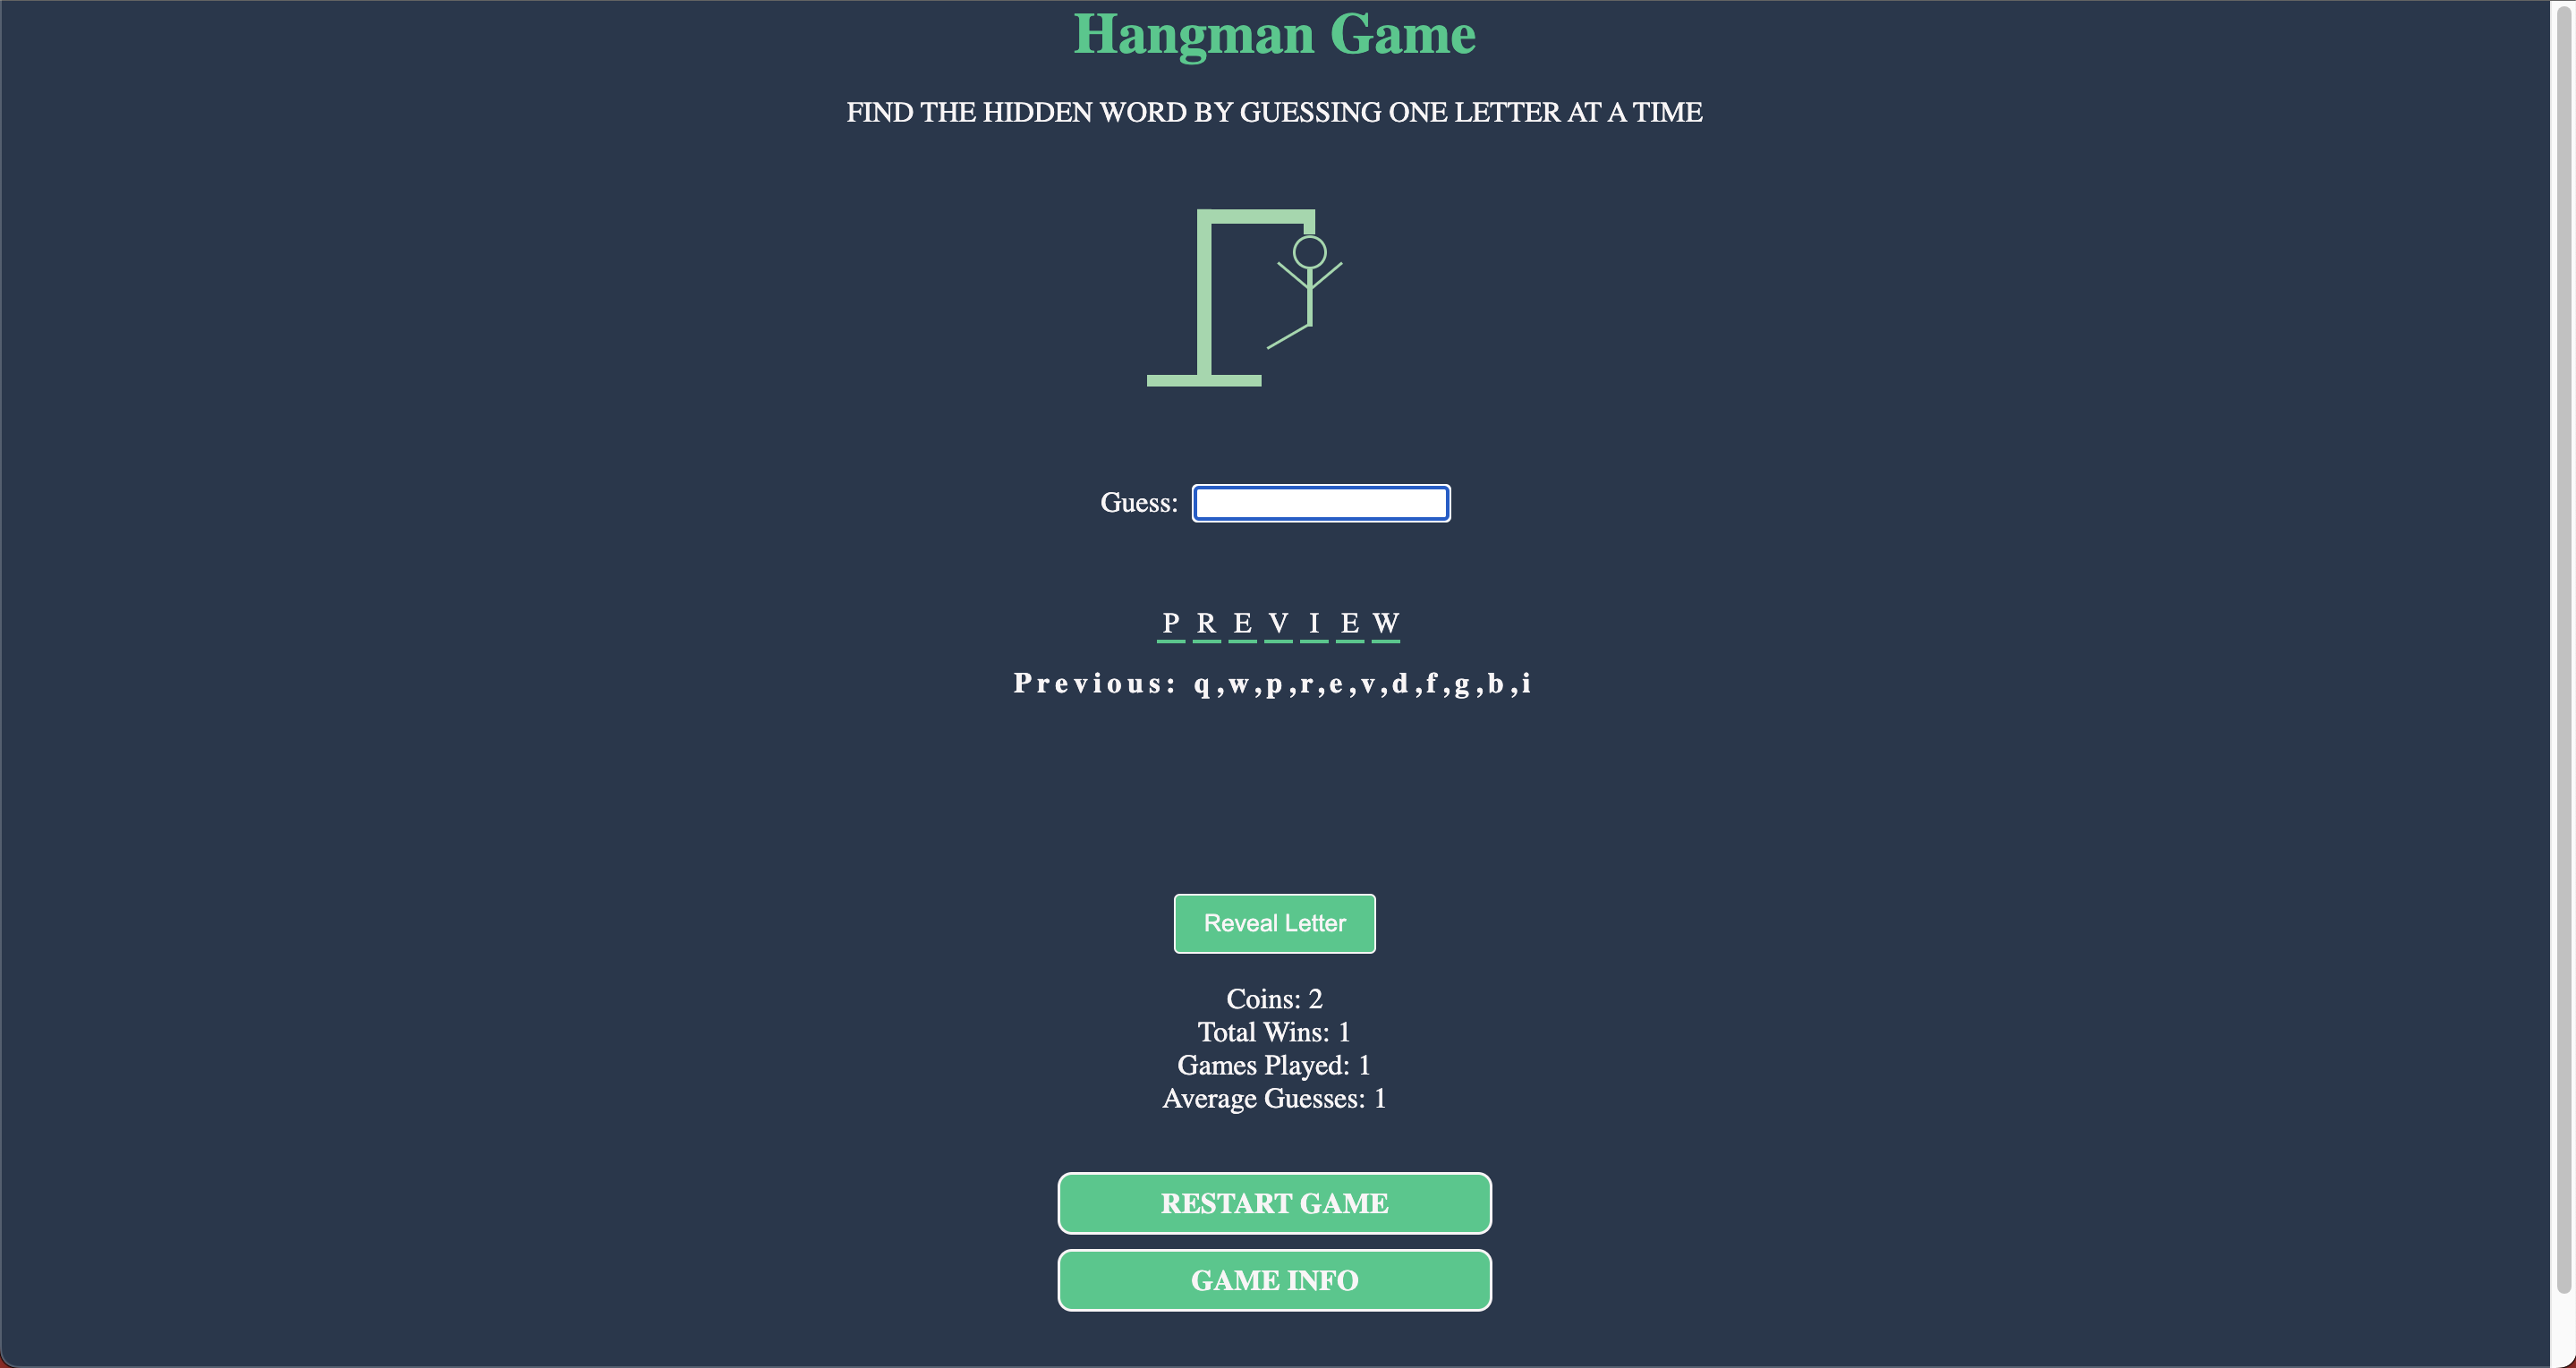 Hangman Game
FIND THE HIDDEN WORD BY GUESSING ONE LETTER AT A TIME
Guess:
P R E V I E W
Previous: q,w,p,r,e,v,d,f,g,b,i
Reveal Letter
Coins: 2
Total Wins: 1
Games Played: 1
Average Guesses: 1
RESTART GAME
GAME INFO